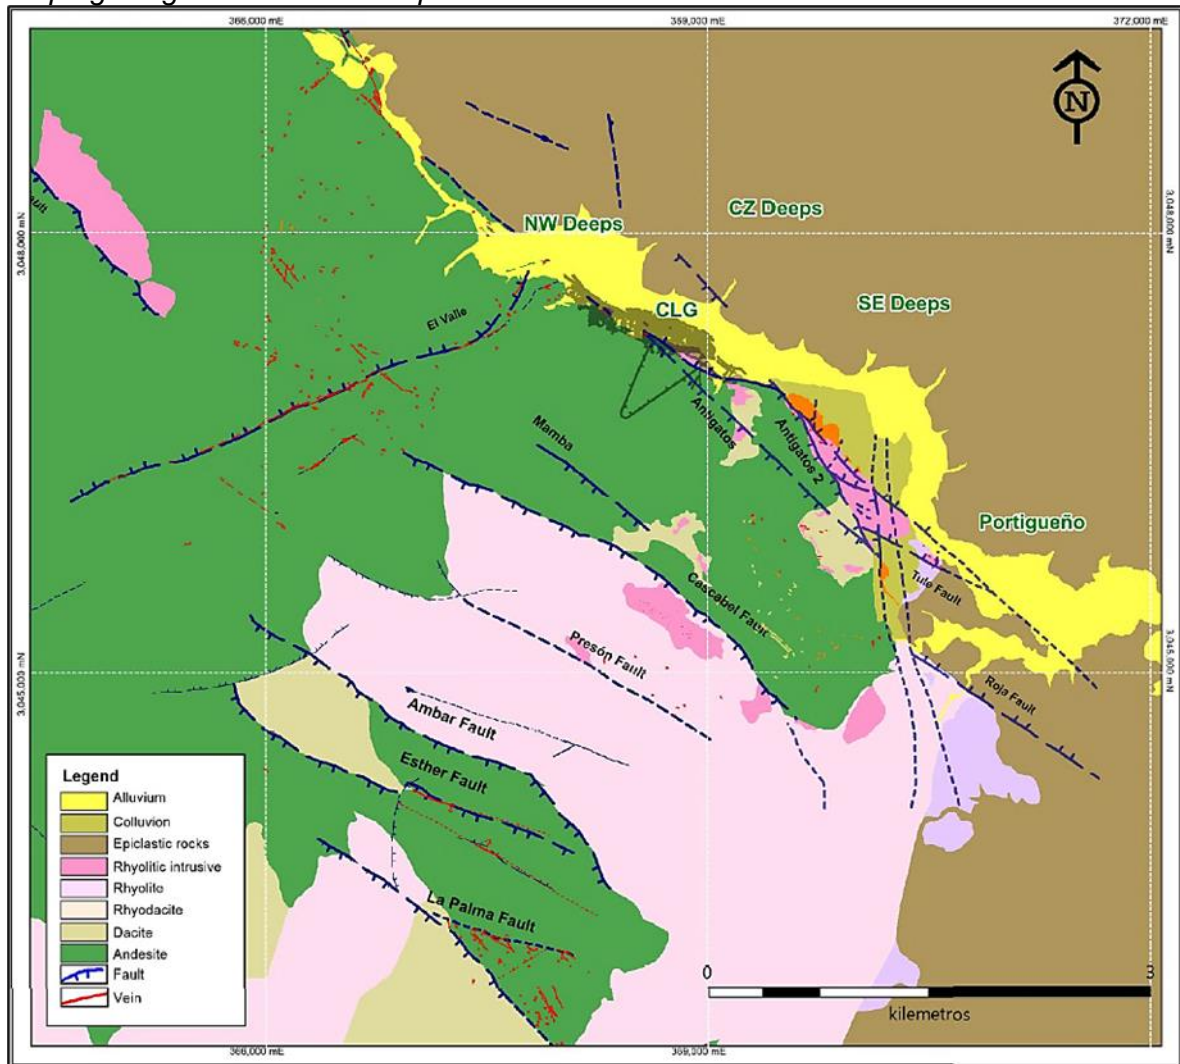 366,000 mE
369,000 mE
372,000 mE
N
3,048,000 mN
3,048,000 mN
CZ Deeps
NW Deeps
SE Deeps
CLG
El Valle
Antigatos
Antigatos 2
Mamba
Portigueño
Cascabel Fault
Tule Fault
Presón Fault
3,045,000 mN
3,045,000 mN
Roja Fault
Ambar Fault
Esther Fault
La Palma Fault
Legend
Alluvium
Colluvion
Epiclastic rocks
Rhyolitic intrusive
Rhyolite
Rhyodacite
Dacite
Andesite
Fault
Vein
0
3
kilemetros
366,000 mE
369,000 mE